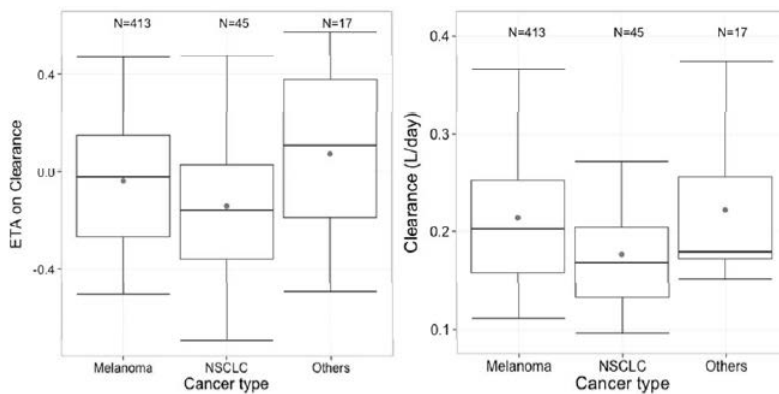 N=413 N=45 N=17
0.4
0.0
-0.4
ETA on Clearance
Melanoma NSCLC Others
Cancer type
N=413 N=45 N=17
0.4
0.3
0.2
0.1
Clearance (L/day)
Melanoma NSCLC Others
Cancer type